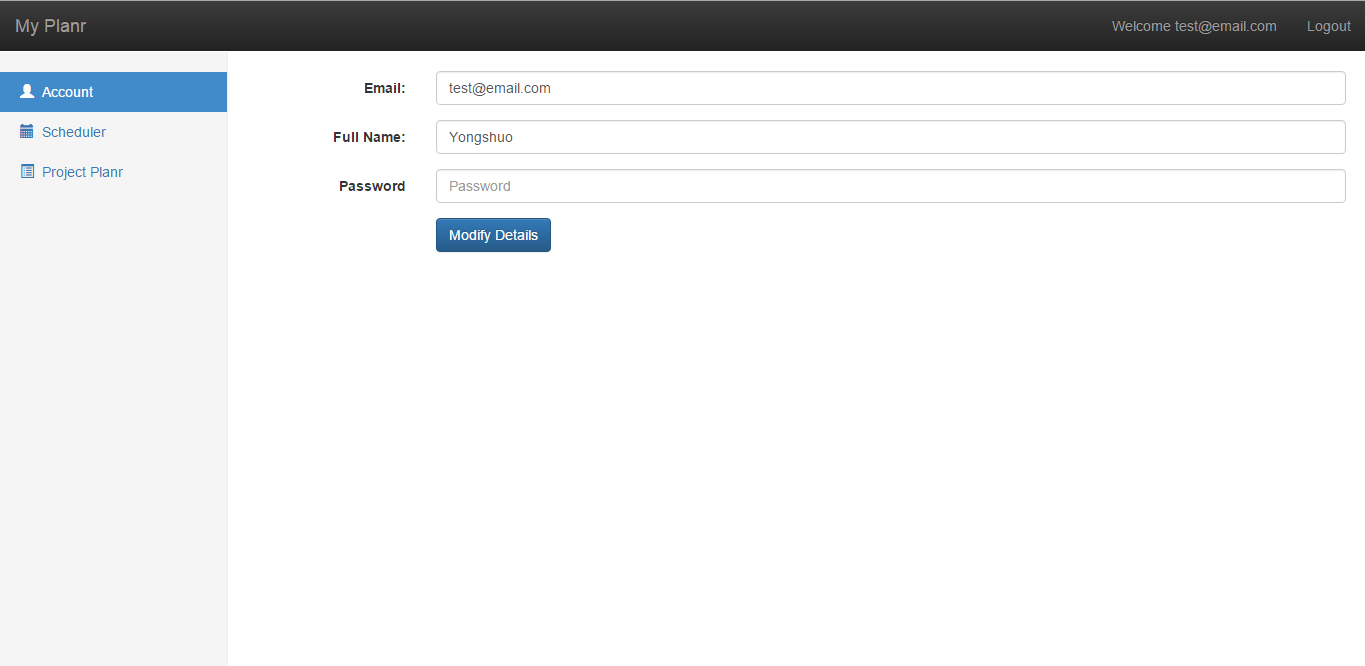 My Planr
Welcome test@email.com
Logout
Account
Scheduler
Project Planr
Email:
test@email.com
Full Name:
Yongshuo
Password
Password
Modify Details